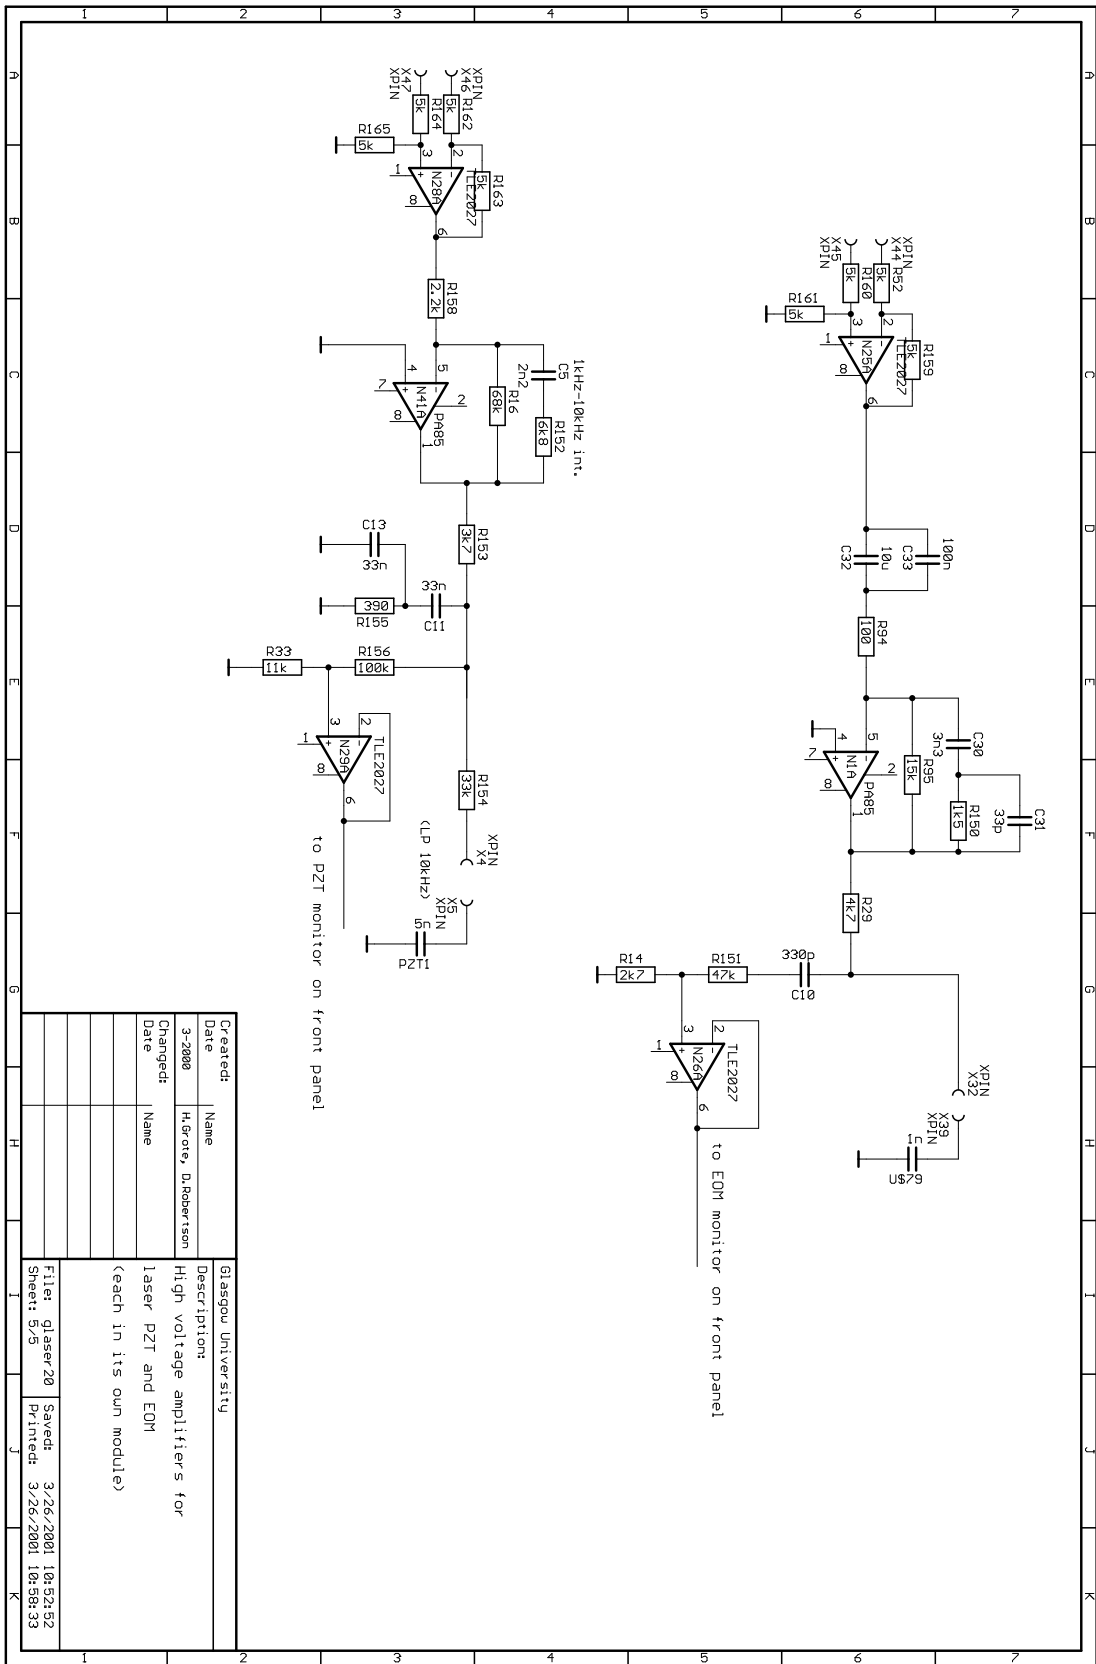 1
2
3
4
5
6
7
A
B
C
D
E
F
G
H
I
J
K
XPIN
X44
XPIN
X45
R52
5k
R160
5k
R161
5k
R159
5k
TLE2027
N25A
2
3
1
8
6
100n
C33
10u
C32
R94
100
C30
3n3
C31
33p
R150
1k5
R95
15k
PA85
N1A
5
4
7
2
8
1
R29
4k7
330p
C10
R151
47k
R14
2k7
TLE2027
N26A
2
3
1
8
6
to EOM monitor on front panel
XPIN
X32
X39
XPIN
1n
U$79
XPIN
X46
XPIN
X47
R162
5k
R164
5k
R165
5k
R163
5k
TLE2027
N28A
2
3
1
8
6
R158
2.2k
1kHz-10kHz int.
C5
2n2
R152
6k8
R16
68k
PA85
N41A
5
4
7
2
8
1
R153
3k7
C13
33n
33n
C11
390
R155
R156
100k
R33
11k
TLE2027
N29A
2
3
1
8
6
to PZT monitor on front panel
R154
33k
(LP 10kHz)
XPIN
X4
X5
XPIN
5n
PZT1
Created:
Date
Name
3-2000
H.Grote, D.Robertson
Changed:
Date
Name
Glasgow University
Description:
High voltage amplifiers for
laser PZT and EOM
(each in its own module)
File: glaser20
Saved: 3/26/2001 10:52:52
Sheet: 5/5
Printed: 3/26/2001 10:58:33
A
B
C
D
E
F
G
H
I
J
K
1
2
3
4
5
6
7